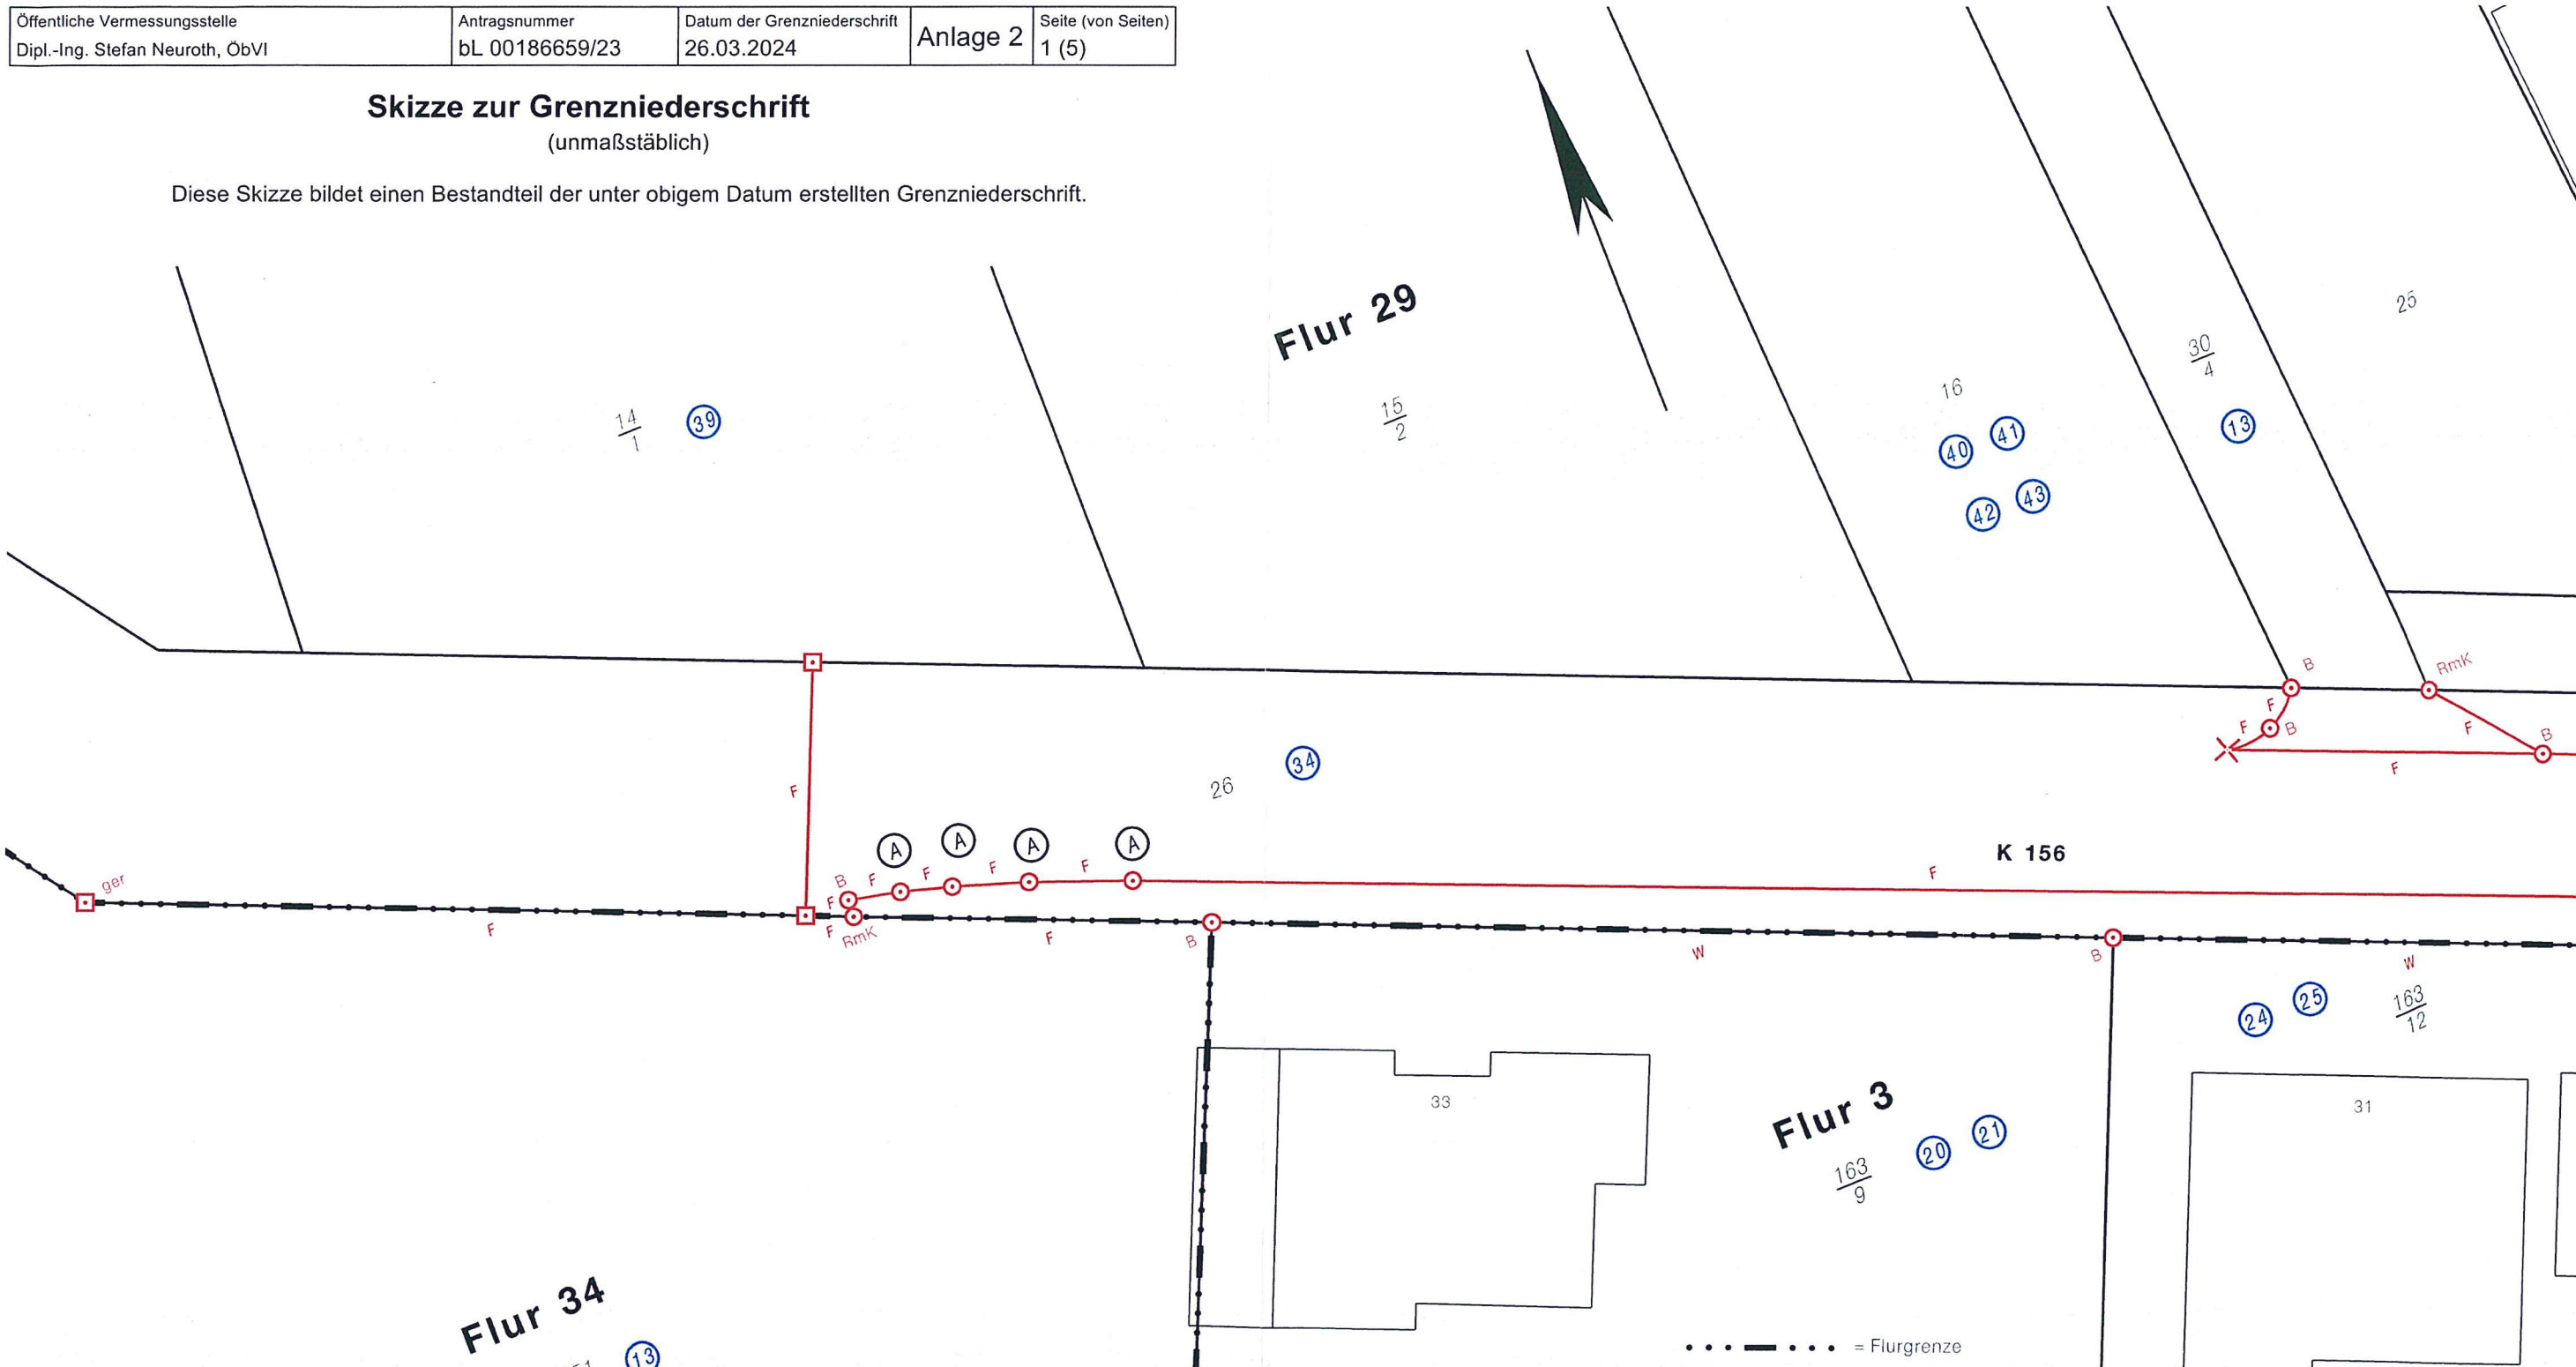 Öffentliche Vermessungsstelle
Dipl.-Ing. Stefan Neuroth, ÖbVI
Antragsnummer
bL 00186659/23
Datum der Grenzniederschrift
26.03.2024
Anlage 2
Seite (von Seiten)
1 (5)
Skizze zur Grenzniederschrift
(unmaßstäblich)
Diese Skizze bildet einen Bestandteil der unter obigem Datum erstellten Grenzniederschrift.
Flur 29
25
30
4
13
16
40 41
42 43
15
2
14
1
39
B
RmK
F
F
B
F
B
F
34
26
F
K 156
A A A A
F
B
F
F
F
F
F
ger
F
F
RmK
F
B
W
B
W
24 25
163
12
33
31
Flur 3
163
9
20 21
Flur 34
13
= Flurgrenze